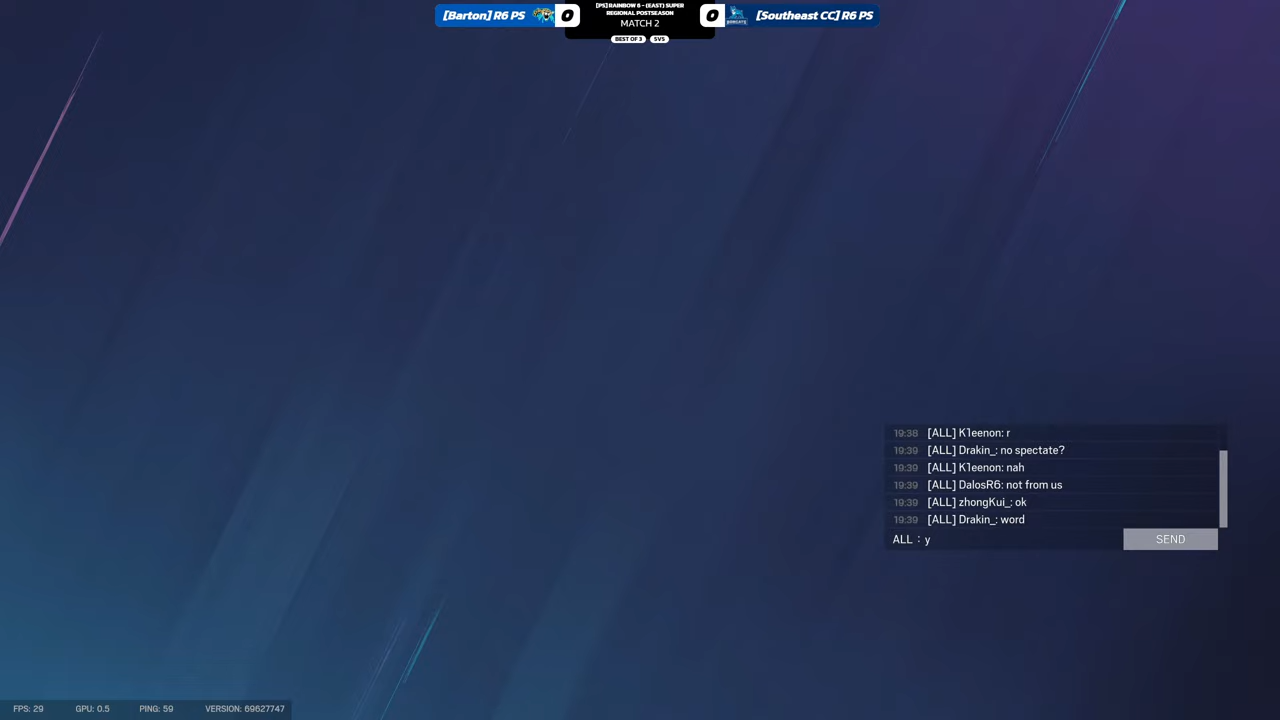 [Barton] R6 PS
0
[PS] RAINBOW 6 - (EAST) SUPER
REGIONAL POSTSEASON
MATCH 2
BEST OF 3
5V5
0
[Southeast CC] R6 PS
19:38 [ALL] K1eenon: r
19:39 [ALL] Drakin_: no spectate?
19:39 [ALL] K1eenon: nah
19:39 [ALL] DalosR6: not from us
19:39 [ALL] zhongKui_: ok
19:39 [ALL] Drakin_: word
ALL : y
SEND
FPS: 29
GPU: 0.5
PING: 59
VERSION: 69627747